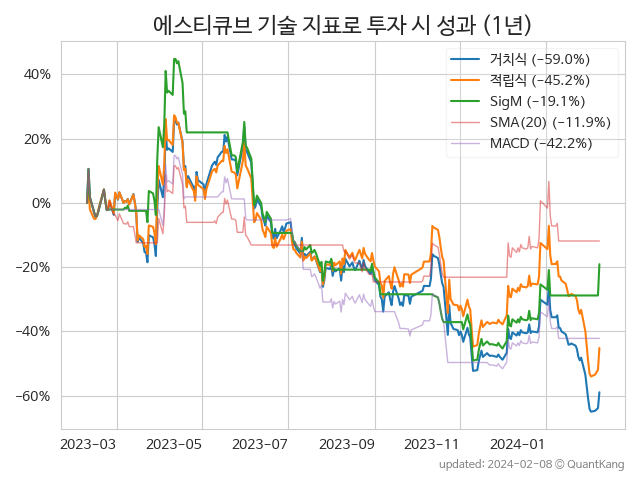 에스티큐브 기술 지표로 투자 시 성과 (1년)
거치식 (−59.0%)
적립식 (−45.2%)
SigM (−19.1%)
SMA(20) (−11.9%)
MACD (−42.2%)
40%
20%
0%
−20%
−40%
−60%
2023-03 2023-05 2023-07 2023-09 2023-11 2024-01
updated: 2024-02-08 © QuantKang